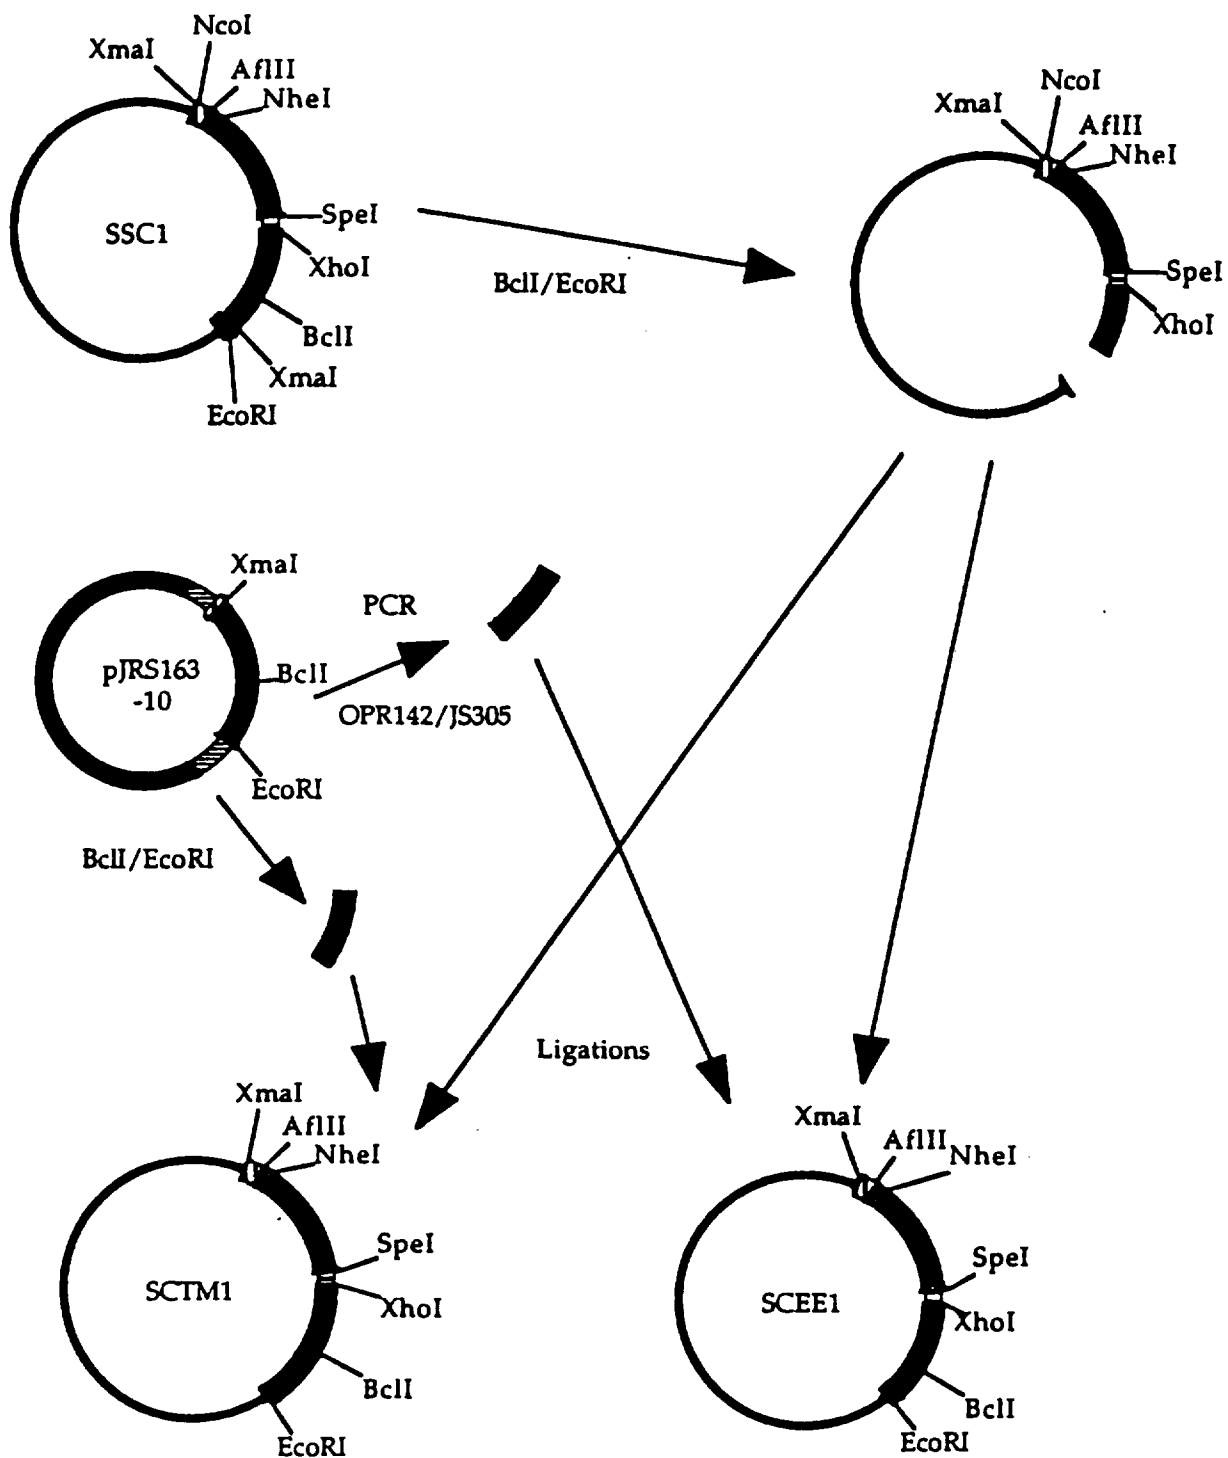 NcoI
XmaI
AflII
NheI
SSC1
SpeI
XhoI
BclI
XmaI
EcoRI
BclI/EcoRI
NcoI
XmaI
AflII
NheI
SpeI
XhoI
XmaI
pJRS163
-10
BclI
EcoRI
PCR
OPR142/JS305
BclI/EcoRI
Ligations
XmaI
AflII
NheI
SCTM1
SpeI
XhoI
BclI
EcoRI
XmaI
AflII
NheI
SCEE1
SpeI
XhoI
BclI
EcoRI